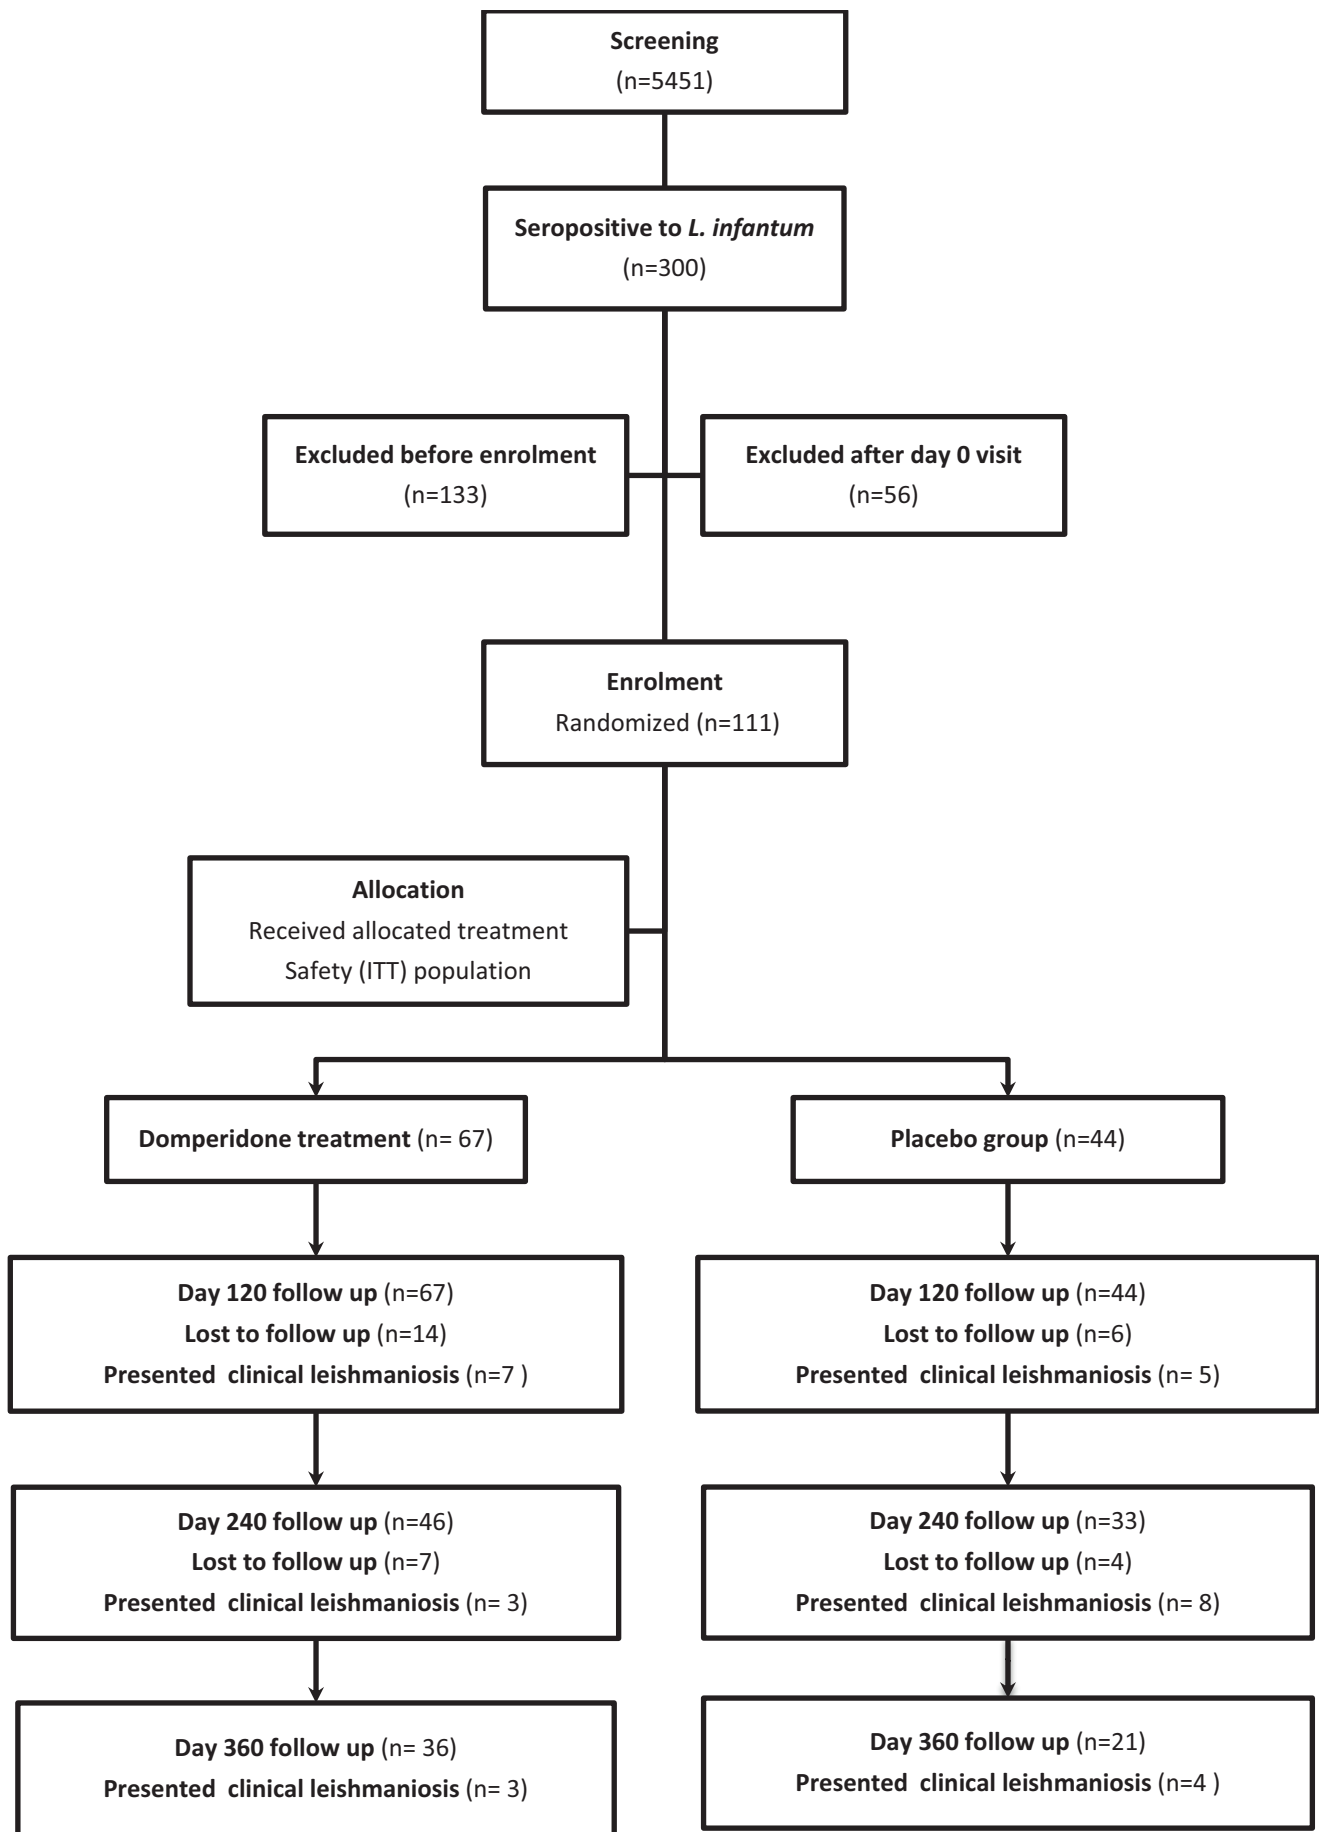 Screening
(n=5451)
Seropositive to L. infantum
(n=300)
Excluded before enrolment
(n=133)
Excluded after day 0 visit
(n=56)
Enrolment
Randomized (n=111)
Allocation
Received allocated treatment
Safety (ITT) population
Domperidone treatment (n= 67)
Placebo group (n=44)
Day 120 follow up (n=67)
Lost to follow up (n=14)
Presented clinical leishmaniosis (n=7 )
Day 120 follow up (n=44)
Lost to follow up (n=6)
Presented clinical leishmaniosis (n= 5)
Day 240 follow up (n=46)
Lost to follow up (n=7)
Presented clinical leishmaniosis (n= 3)
Day 240 follow up (n=33)
Lost to follow up (n=4)
Presented clinical leishmaniosis (n= 8)
Day 360 follow up (n= 36)
Presented clinical leishmaniosis (n= 3)
Day 360 follow up (n=21)
Presented clinical leishmaniosis (n=4 )